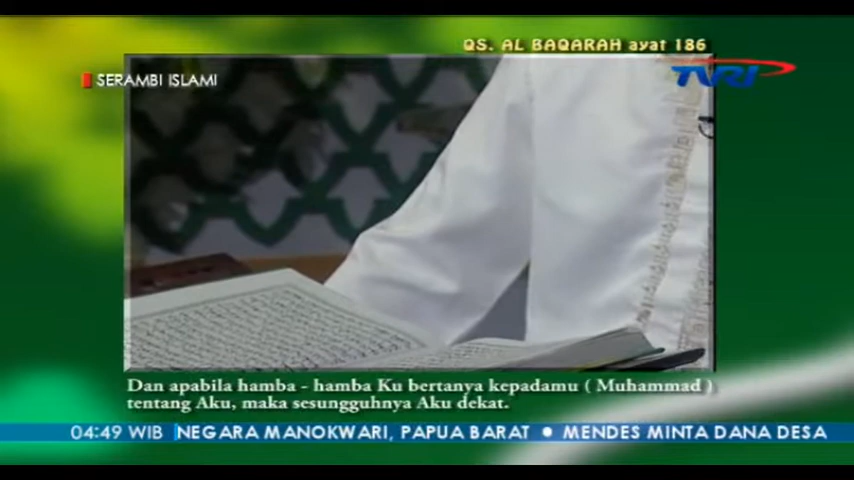 QS. AL BAQARAH ayat 186
TVRI
SERAMBI ISLAMI
Dan apabila hamba - hamba Ku bertanya kepadamu ( Muhammad )
tentang Aku, maka sesungguhnya Aku dekat.
04:49 WIB NEGARA MANOKWARI, PAPUA BARAT • MENDES MINTA DANA DESA